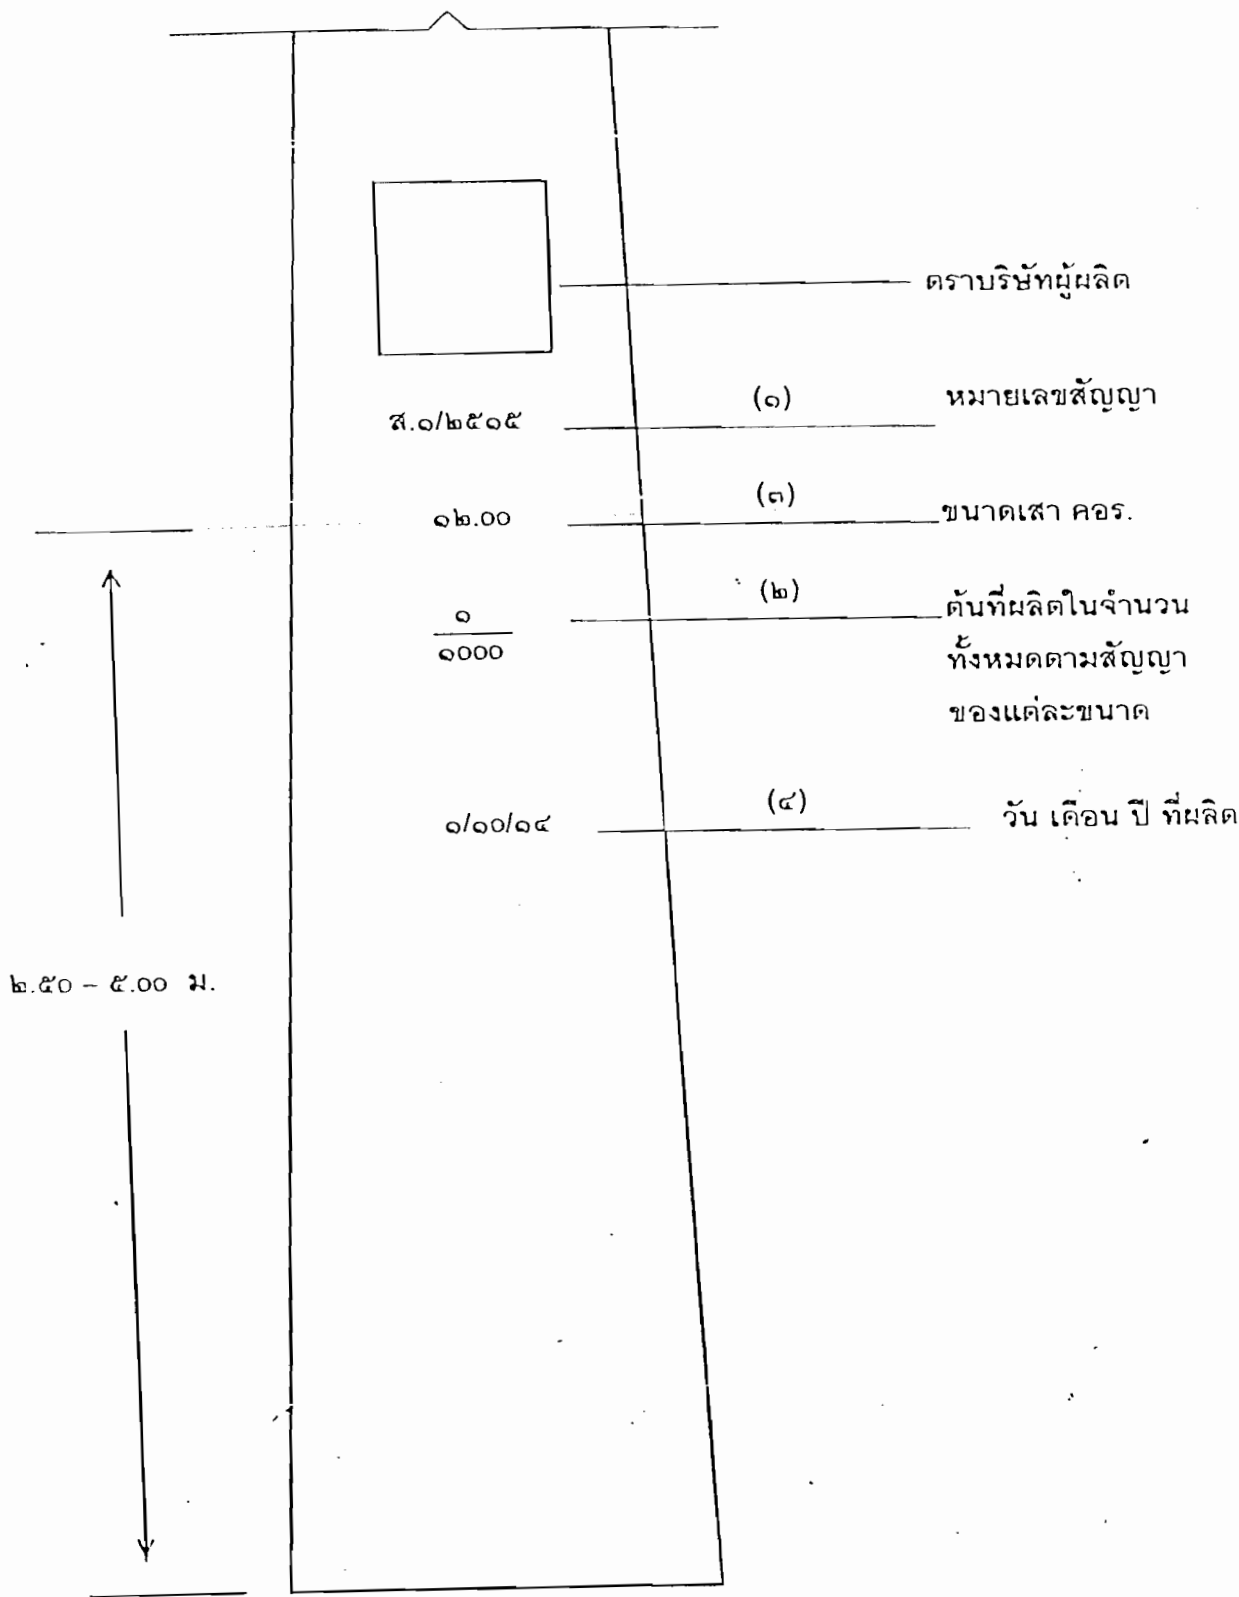 ตราบริษัทผู้ผลิต
ส.๑/๒๕๑๕ (๑) หมายเลขสัญญา
๑๒.๐๐ (๓) ขนาดเสา คอร.
๑ (๒) ต้นที่ผลิตในจำนวน
๑๐๐๐ ทั้งหมดตามสัญญา
ของแต่ละขนาด
๑/๑๐/๑๔ (๔) วัน เดือน ปี ที่ผลิต
๒.๕๐ – ๕.๐๐ ม.